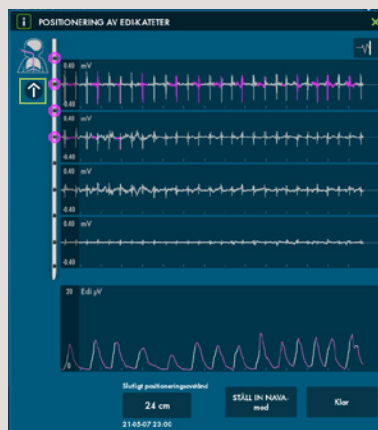 i POSITIONERING AV EDI-KATETER
0.40 mV
-0.40
0.40 mV
-0.40
0.40 mV
-0.40
0.40 mV
-0.40
39 Edi µV
0
Slutligt positioneringsavstånd
24 cm
STÄLL IN NAVA-
mod
Klar
21-05-07 23:00